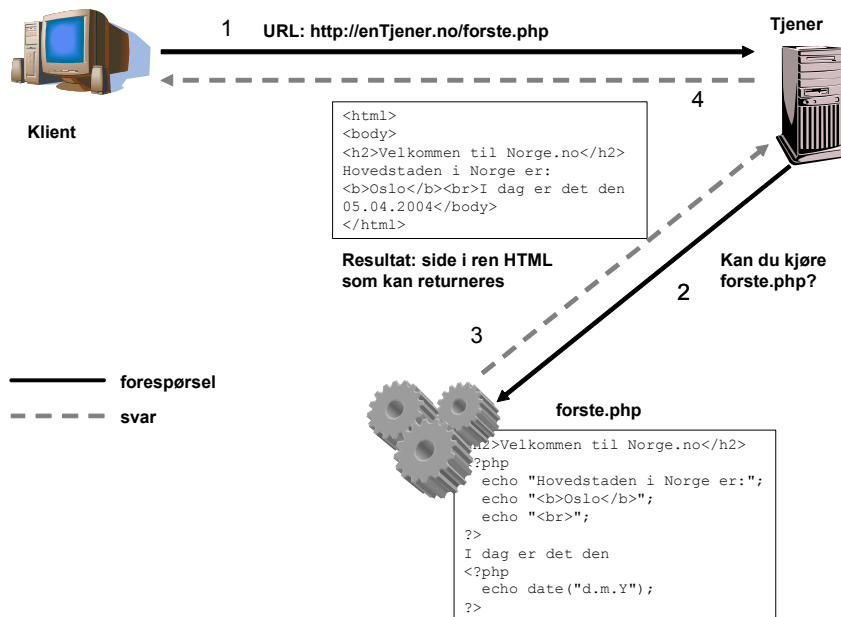 1
URL: http://enTjener.no/forste.php
Tjener
4
Klient
<html>
<body>
<h2>Velkommen til Norge.no</h2>
Hovedstaden i Norge er:
<b>Oslo</b><br>I dag er det den
05.04.2004</body>
</html>
Resultat: side i ren HTML
som kan returneres
Kan du kjøre
forste.php?
2
3
forespørsel
svar
forste.php
h2>Velkommen til Norge.no</h2>
<?php
echo "Hovedstaden i Norge er:";
echo "<b>Oslo</b>";
echo "<br>";
?>
I dag er det den
<?php
echo date("d.m.Y");
?>